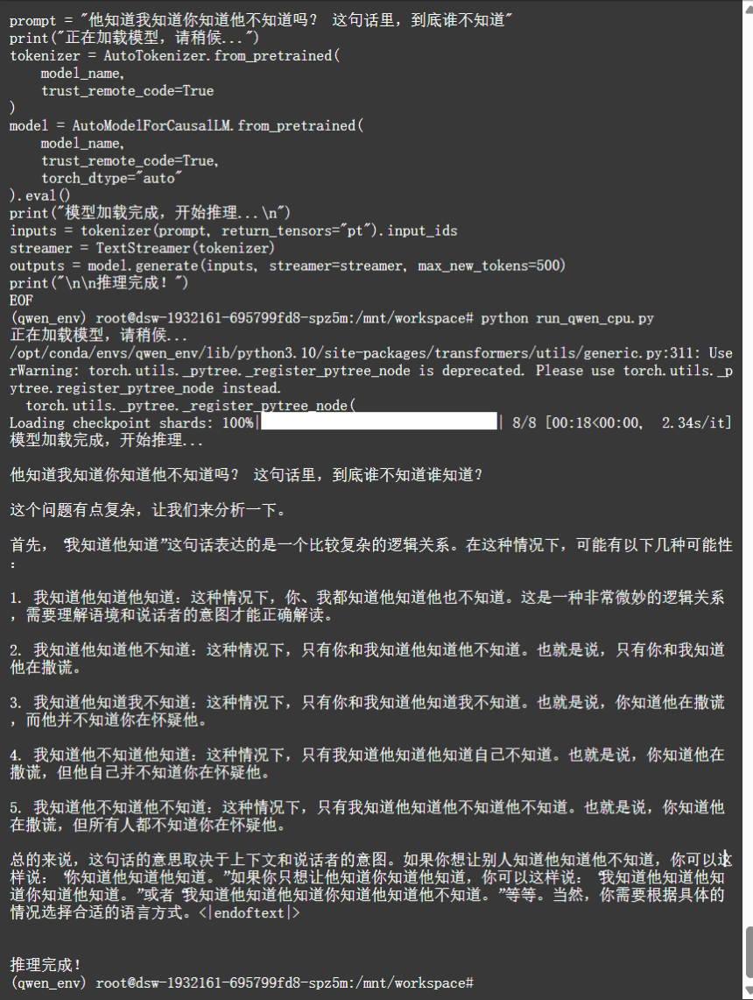 prompt = "他知道我知道你知道他不知道吗？ 这句话里，到底谁不知道"
print("正在加载模型，请稍候...")
tokenizer = AutoTokenizer.from_pretrained(
    model_name,
    trust_remote_code=True
)
model = AutoModelForCausalLM.from_pretrained(
    model_name,
    trust_remote_code=True,
    torch_dtype="auto"
).eval()
print("模型加载完成，开始推理...\n")
inputs = tokenizer(prompt, return_tensors="pt").input_ids
streamer = TextStreamer(tokenizer)
outputs = model.generate(inputs, streamer=streamer, max_new_tokens=500)
print("\n\n推理完成！")
EOF
(qwen_env) root@dsw-1932161-695799fd8-spz5m:/mnt/workspace# python run_qwen_cpu.py
正在加载模型，请稍候...
/opt/conda/envs/qwen_env/lib/python3.10/site-packages/transformers/utils/generic.py:311: Use
rWarning: torch.utils._pytree._register_pytree_node is deprecated. Please use torch.utils._p
ytree.register_pytree_node instead.
  torch.utils._pytree._register_pytree_node(
Loading checkpoint shards: 100%|          | 8/8 [00:18<00:00,  2.34s/it]
模型加载完成，开始推理...

他知道我知道你知道他不知道吗？ 这句话里，到底谁不知道谁知道？

这个问题有点复杂，让我们来分析一下。

首先，“我知道他知道”这句话表达的是一个比较复杂的逻辑关系。在这种情况下，可能有以下几种可能性
：

1. 我知道他知道他知道：这种情况下，你、我都知道他知道他也不知道。这是一种非常微妙的逻辑关系
，需要理解语境和说话者的意图才能正确解读。

2. 我知道他知道他不知道：这种情况下，只有你和我知道他知道他不知道。也就是说，只有你和我知道
他在撒谎。

3. 我知道他知道我不知道：这种情况下，只有你和我知道他知道我不知道。也就是说，你知道他在撒谎
，而他并不知道你在怀疑他。

4. 我知道他不知道他知道：这种情况下，只有我知道他知道他知道自己不知道。也就是说，你知道他在
撒谎，但他自己并不知道你在怀疑他。

5. 我知道他不知道他不知道：这种情况下，只有我知道他知道他不知道他不知道。也就是说，你知道他
在撒谎，但所有人都不知道你在怀疑他。

总的来说，这句话的意思取决于上下文和说话者的意图。如果你想让别人知道他知道他不知道，你可以这
样说：“你知道他知道他知道。”如果你只想让他知道你知道他知道，你可以这样说：“我知道他知道他知
道你知道他知道。”或者“我知道他知道他知道你知道他知道他不知道。”等等。当然，你需要根据具体的
情况选择合适的语言方式。<|endoftext|>

推理完成！
(qwen_env) root@dsw-1932161-695799fd8-spz5m:/mnt/workspace#